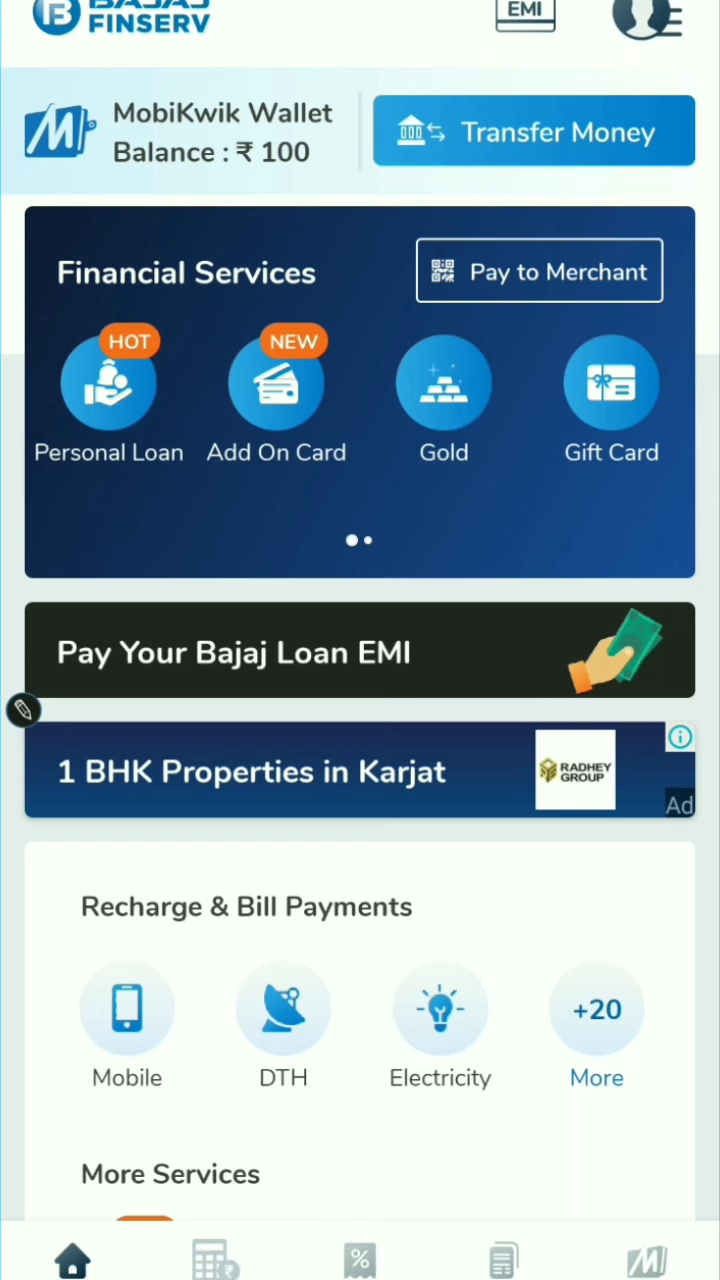 BAJAJ
FINSERV
EMI
MobiKwik Wallet
Balance : ₹ 100
Transfer Money
Financial Services
Pay to Merchant
HOT
NEW
Personal Loan
Add On Card
Gold
Gift Card
Pay Your Bajaj Loan EMI
1 BHK Properties in Karjat
RADHEY
GROUP
Ad
Recharge & Bill Payments
+20
Mobile
DTH
Electricity
More
More Services